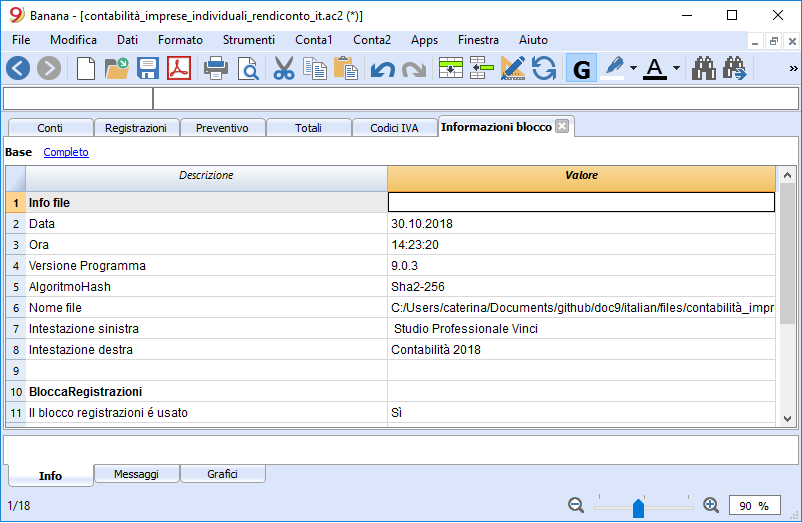 Banana - [contabilità_imprese_individuali_rendiconto_it.ac2 (*)]
File Modifica Dati Formato Strumenti Conta1 Conta2 Apps Finestra Aiuto
G A »
Conti Registrazioni Preventivo Totali Codici IVA Informazioni blocco
Base Completo
Descrizione Valore
1 Info file
2 Data 30.10.2018
3 Ora 14:23:20
4 Versione Programma 9.0.3
5 AlgoritmoHash Sha2-256
6 Nome file C:/Users/caterina/Documents/github/doc9/italian/files/contabilità_impre
7 Intestazione sinistra Studio Professionale Vinci
8 Intestazione destra Contabilità 2018
9
10 BloccaRegistrazioni
11 Il blocco registrazioni é usato Sì
Info Messaggi Grafici
1/18 90 %